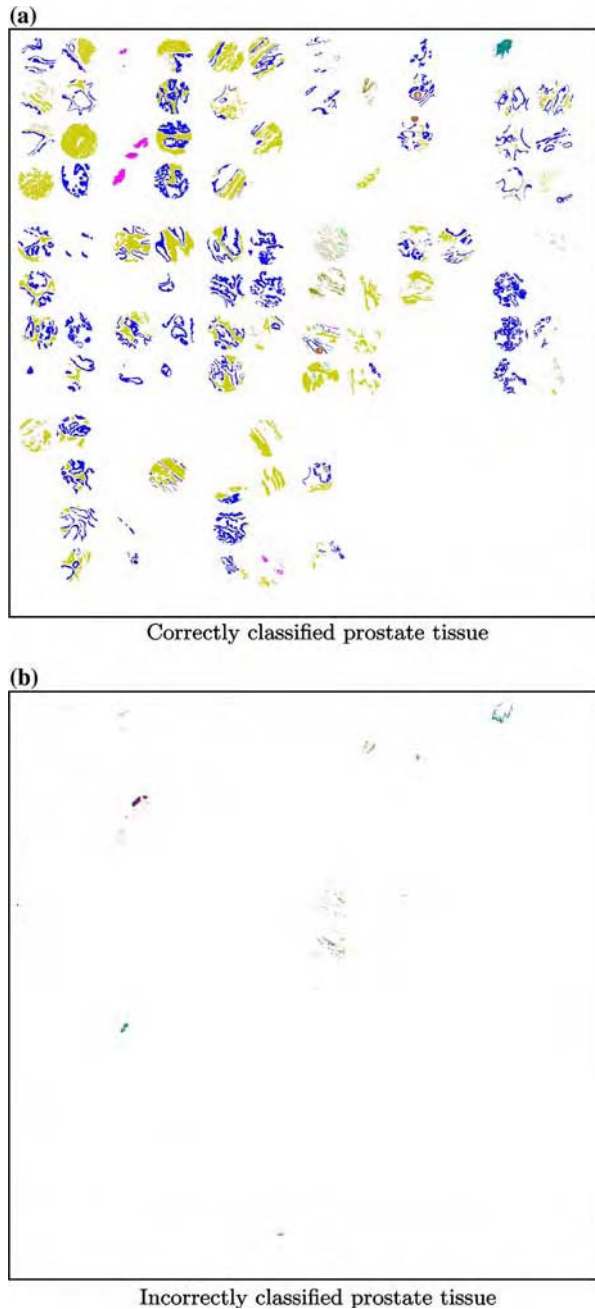 (a)
Correctly classified prostate tissue
(b)
Incorrectly classified prostate tissue